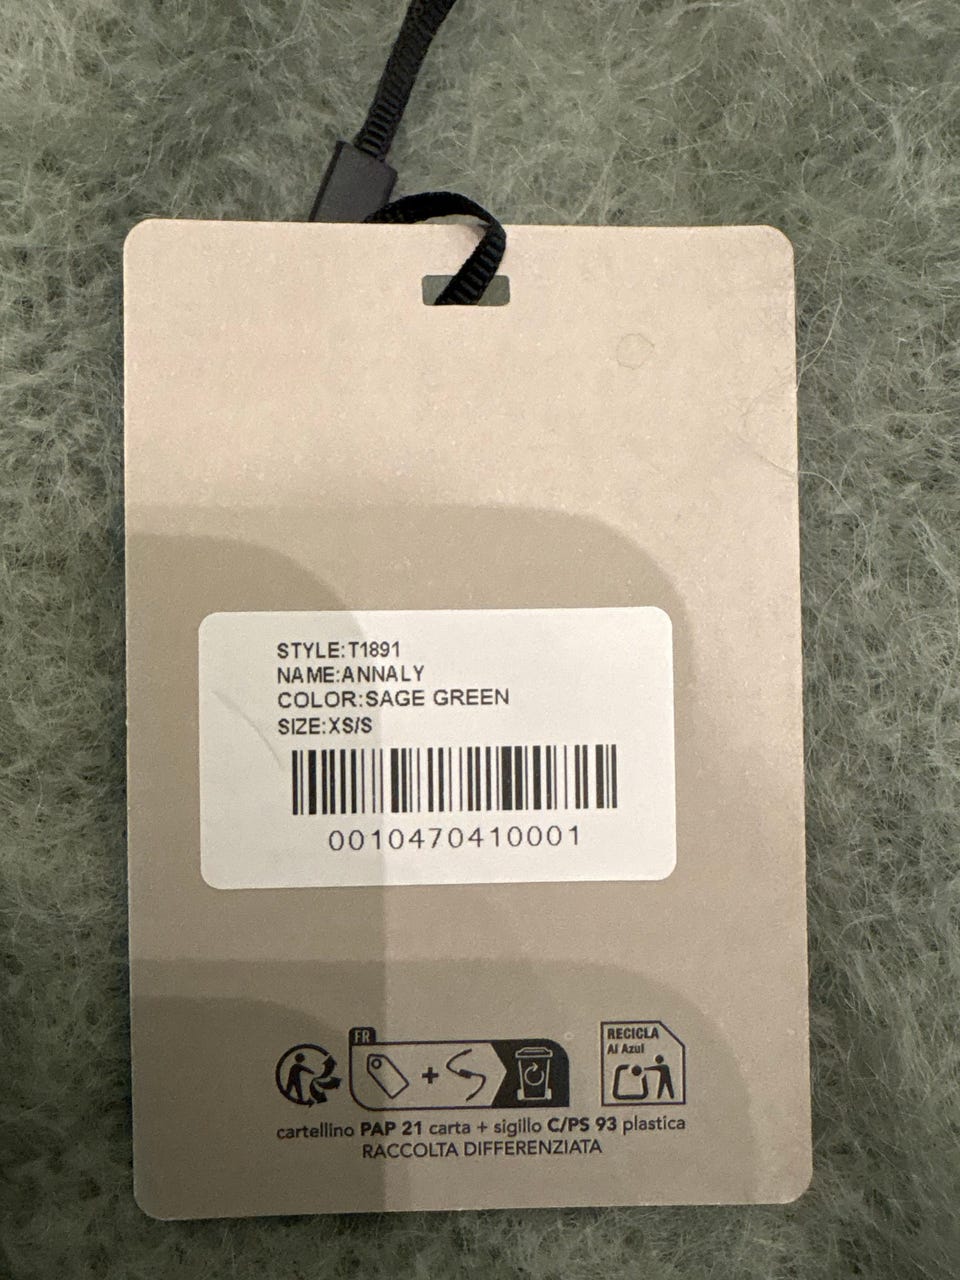 STYLE:T1891
NAME:ANNALY
COLOR:SAGE GREEN
SIZE:XS/S
0010470410001
FR
RECICLA
Al Azul
cartellino PAP 21 carta + sigillo C/PS 93 plastica
RACCOLTA DIFFERENZIATA